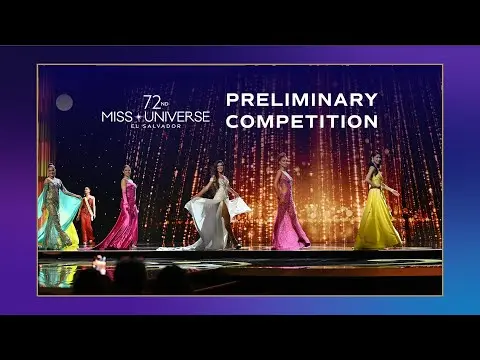 72ND
MISS UNIVERSE
EL SALVADOR
PRELIMINARY
COMPETITION